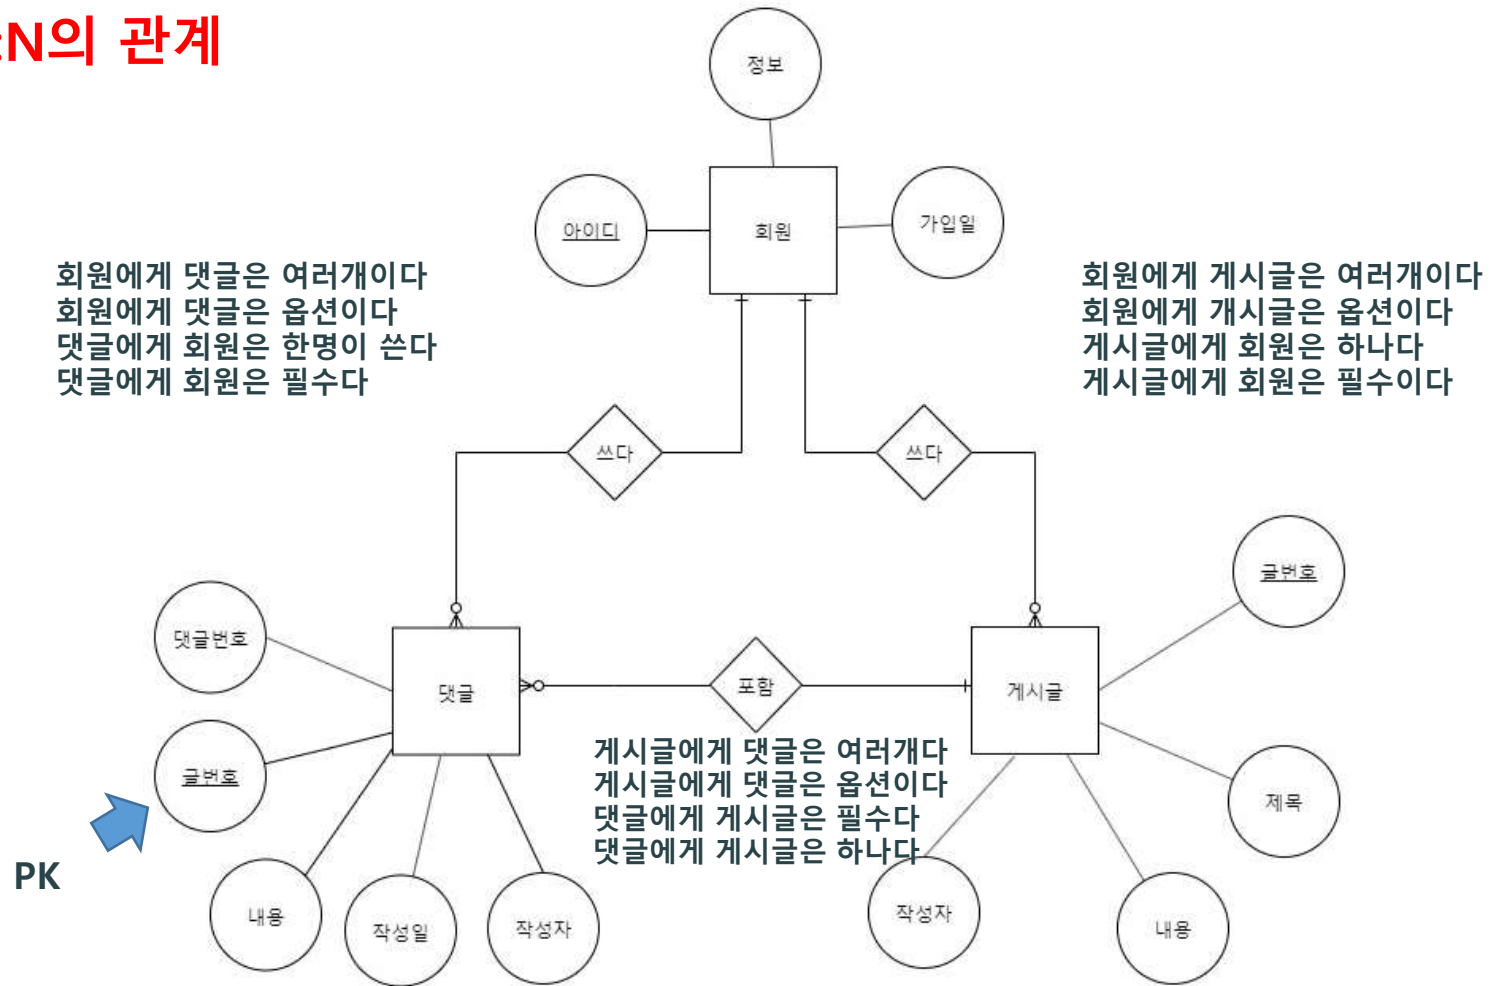 :N의 관계
정보
아이디
회원
가입일
회원에게 댓글은 여러개이다
회원에게 댓글은 옵션이다
댓글에게 회원은 한명이 쓴다
댓글에게 회원은 필수다
회원에게 게시글은 여러개이다
회원에게 개시글은 옵션이다
게시글에게 회원은 하나다
게시글에게 회원은 필수이다
쓰다
쓰다
글번호
댓글번호
댓글
포함
게시글
글번호
게시글에게 댓글은 여러개다
게시글에게 댓글은 옵션이다
댓글에게 게시글은 필수다
댓글에게 게시글은 하나다
제목
PK
내용
작성일
작성자
작성자
내용